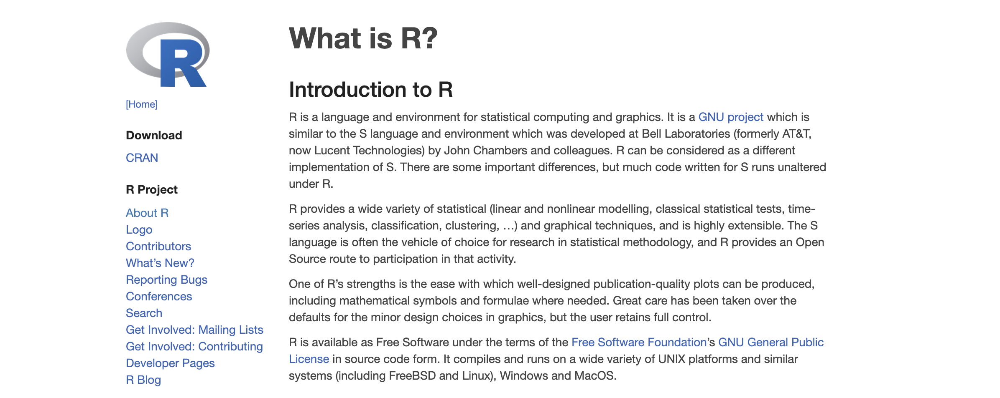 R
[Home]
Download
CRAN
R Project
About R
Logo
Contributors
What’s New?
Reporting Bugs
Conferences
Search
Get Involved: Mailing Lists
Get Involved: Contributing
Developer Pages
R Blog
What is R?
Introduction to R
R is a language and environment for statistical computing and graphics. It is a GNU project which is
similar to the S language and environment which was developed at Bell Laboratories (formerly AT&T,
now Lucent Technologies) by John Chambers and colleagues. R can be considered as a different
implementation of S. There are some important differences, but much code written for S runs unaltered
under R.
R provides a wide variety of statistical (linear and nonlinear modelling, classical statistical tests, time-
series analysis, classification, clustering, …) and graphical techniques, and is highly extensible. The S
language is often the vehicle of choice for research in statistical methodology, and R provides an Open
Source route to participation in that activity.
One of R’s strengths is the ease with which well-designed publication-quality plots can be produced,
including mathematical symbols and formulae where needed. Great care has been taken over the
defaults for the minor design choices in graphics, but the user retains full control.
R is available as Free Software under the terms of the Free Software Foundation’s GNU General Public
License in source code form. It compiles and runs on a wide variety of UNIX platforms and similar
systems (including FreeBSD and Linux), Windows and MacOS.